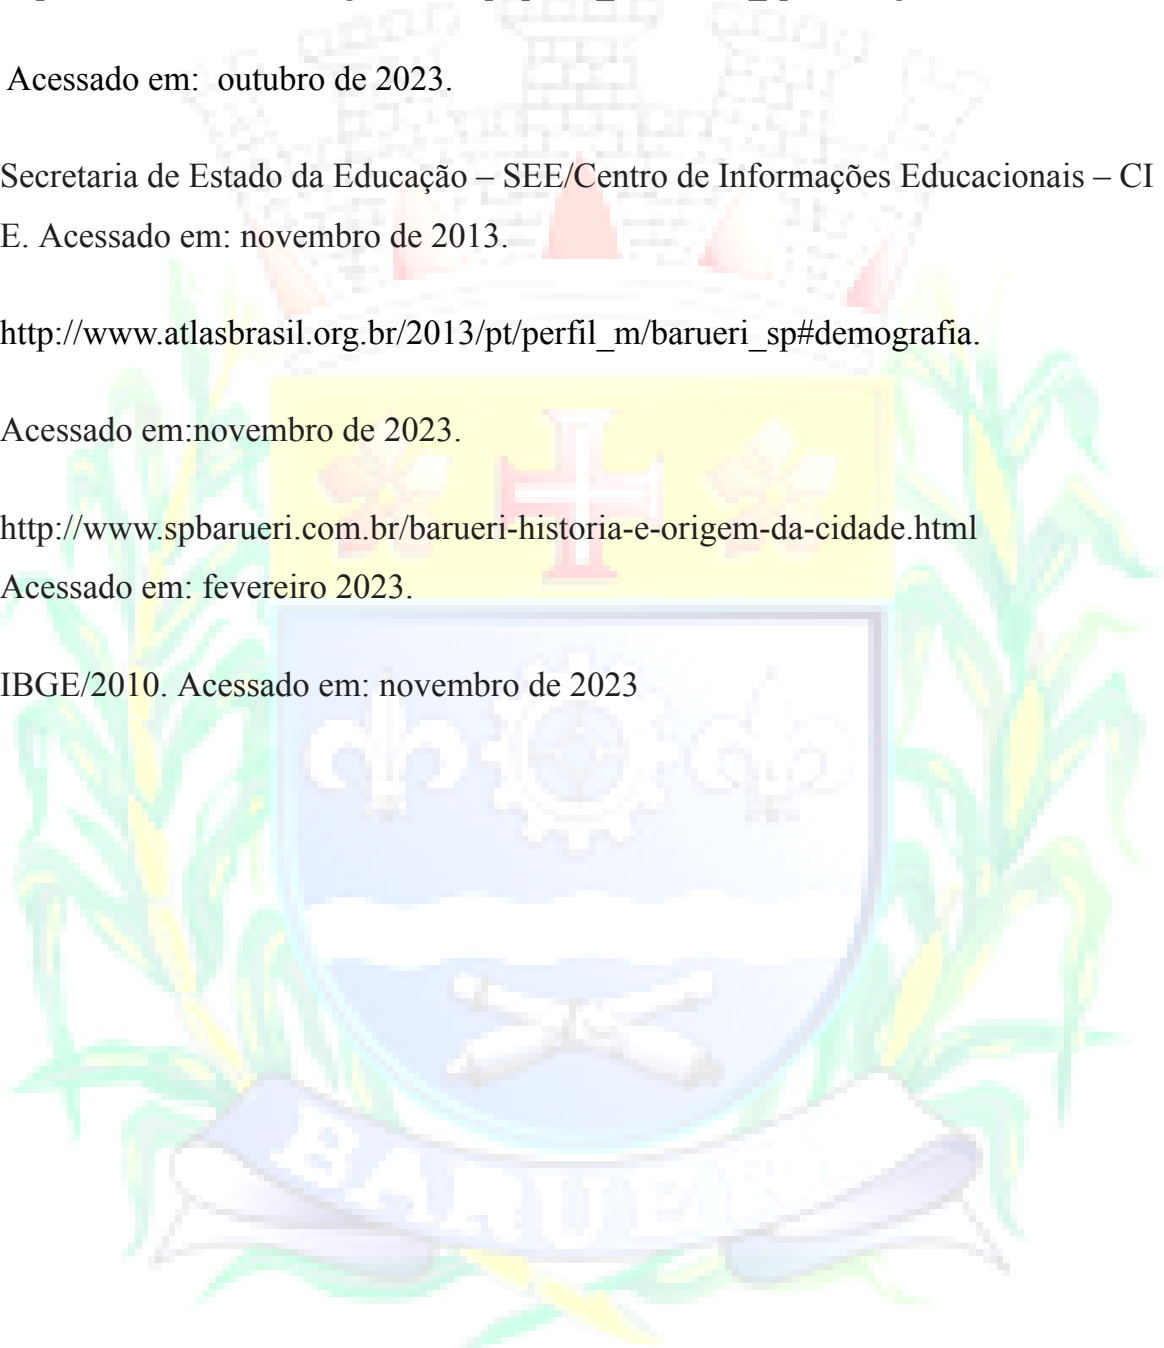 Acessado em: outubro de 2023.
Secretaria de Estado da Educação – SEE/Centro de Informações Educacionais – CI
E. Acessado em: novembro de 2013.
http://www.atlasbrasil.org.br/2013/pt/perfil_m/barueri_sp#demografia.
Acessado em:novembro de 2023.
http://www.spbarueri.com.br/barueri-historia-e-origem-da-cidade.html
Acessado em: fevereiro 2023.
IBGE/2010. Acessado em: novembro de 2023
BARUERI